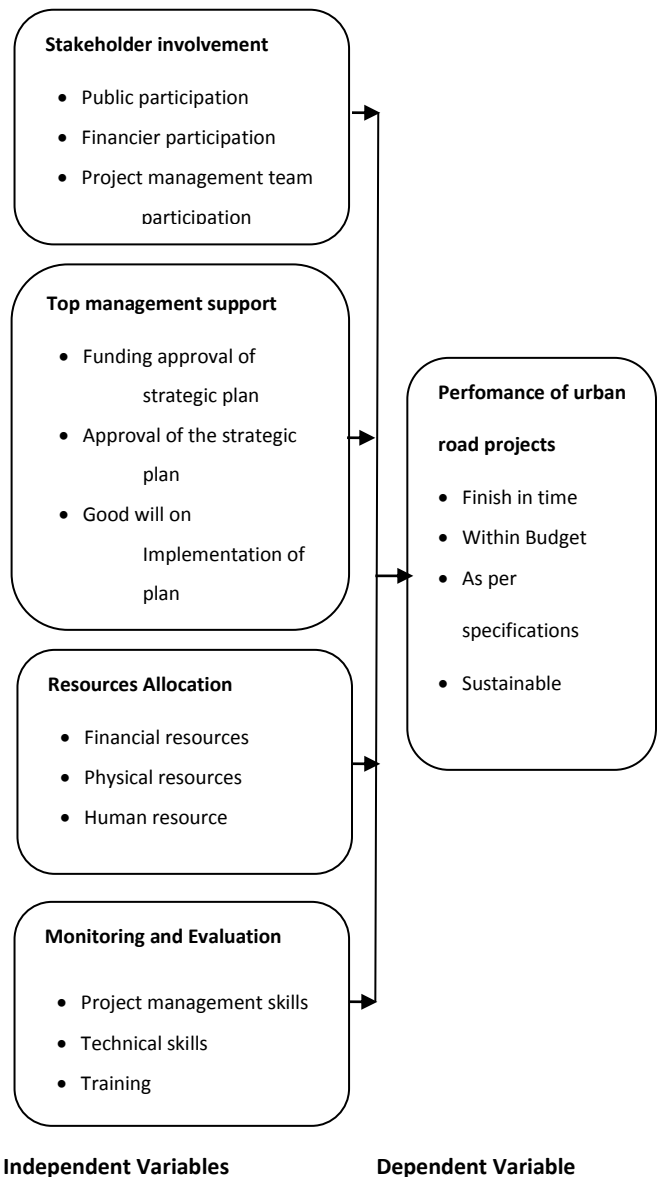 Stakeholder involvement
• Public participation
• Financier participation
• Project management team
participation
Top management support
• Funding approval of
strategic plan
• Approval of the strategic
plan
• Good will on
Implementation of
plan
Resources Allocation
• Financial resources
• Physical resources
• Human resource
Monitoring and Evaluation
• Project management skills
• Technical skills
• Training
Perfomance of urban
road projects
• Finish in time
• Within Budget
• As per
specifications
• Sustainable
Independent Variables
Dependent Variable